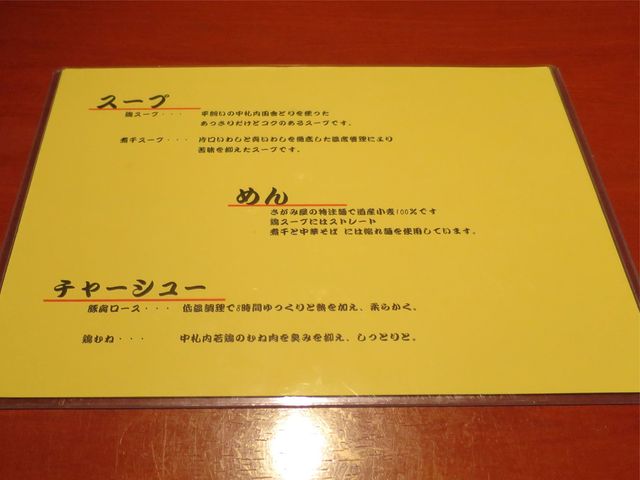 スープ
鶏スープ・・・ 平飼いの中札内田舎どりを使った
あっさりだけどコクのあるスープです。
煮干スープ・・・ 片口いわしと真いわしを徹底した温度管理により
苦味を抑えたスープです。
めん
さがみ屋の特注麺で道産小麦100%です
鶏スープにはストレート
煮干と中華そば には縮れ麺を使用しています。
チャーシュー
豚肩ロース・・・ 低温調理で8時間ゆっくりと熱を加え、柔らかく。
鶏むね・・・ 中札内若鶏のむね肉を臭みを抑え、しっとりと。